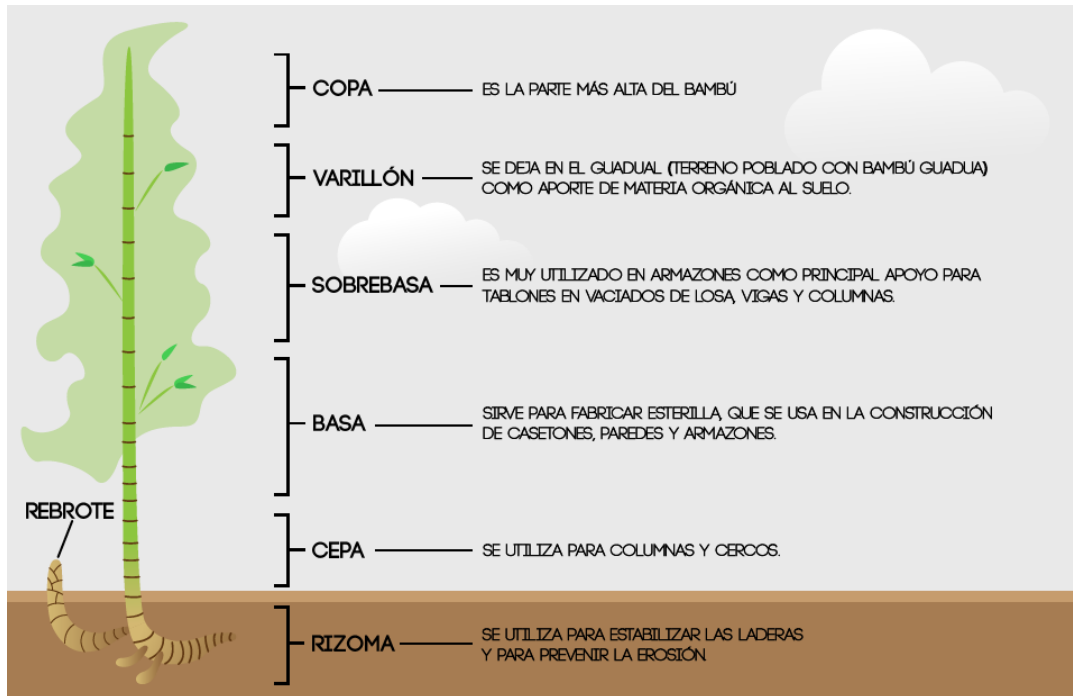 COPA
ES LA PARTE MÁS ALTA DEL BAMBÚ
VARILLÓN
SE DEJA EN EL GUADUAL (TERRENO POBLADO CON BAMBÚ GUADUA)
COMO APORTE DE MATERIA ORGÁNICA AL SUELO.
SOBREBASA
ES MUY UTILIZADO EN ARMAZONES COMO PRINCIPAL APOYO PARA
TABLONES EN VACIADOS DE LOSA, VIGAS Y COLUMNAS.
BASA
SIRVE PARA FABRICAR ESTERILLA, QUE SE USA EN LA CONSTRUCCIÓN
DE CASETONES, PAREDES Y ARMAZONES.
REBROTE
CEPA
SE UTILIZA PARA COLUMNAS Y CERCOS.
RIZOMA
SE UTILIZA PARA ESTABILIZAR LAS LADERAS
Y PARA PREVENIR LA EROSIÓN.